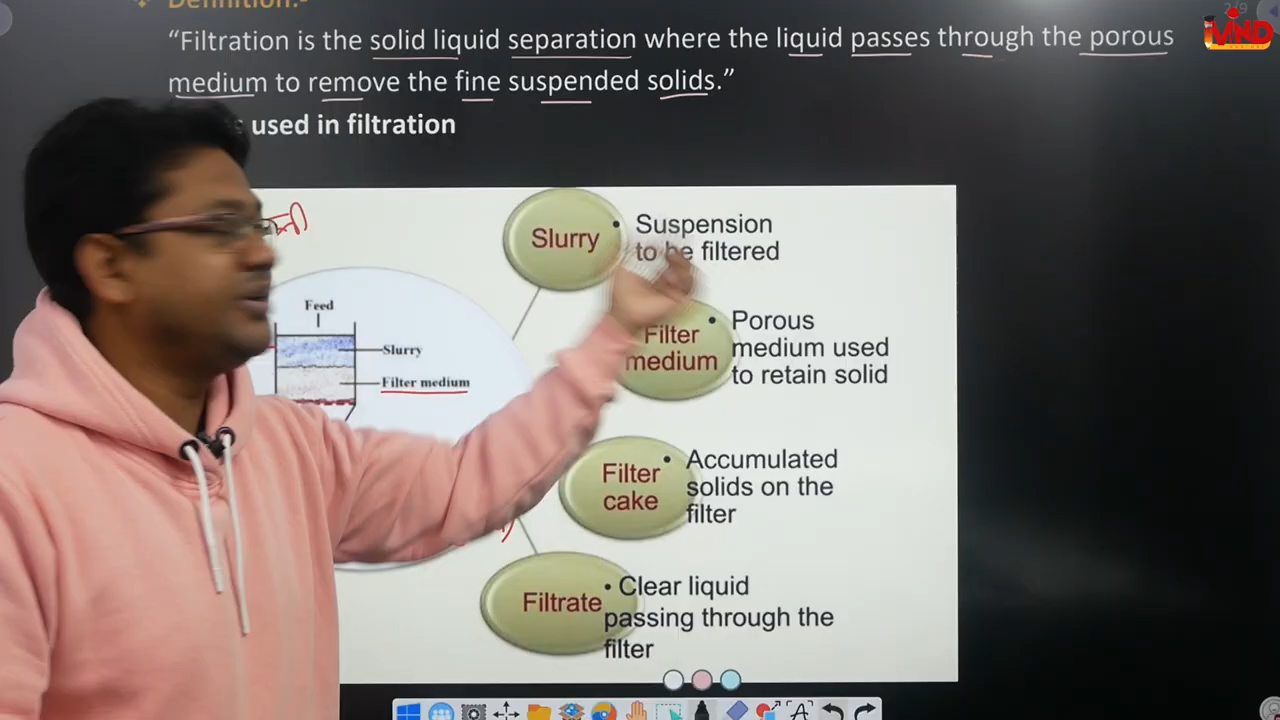 Definition:-
2/9
"Filtration is the solid liquid separation where the liquid passes through the porous
medium to remove the fine suspended solids."
used in filtration
Slurry
• Suspension
to be filtered
Feed
Slurry
Filter medium
Filter
medium
• Porous
medium used
to retain solid
Filter
cake
• Accumulated
solids on the
filter
Filtrate
• Clear liquid
passing through the
filter